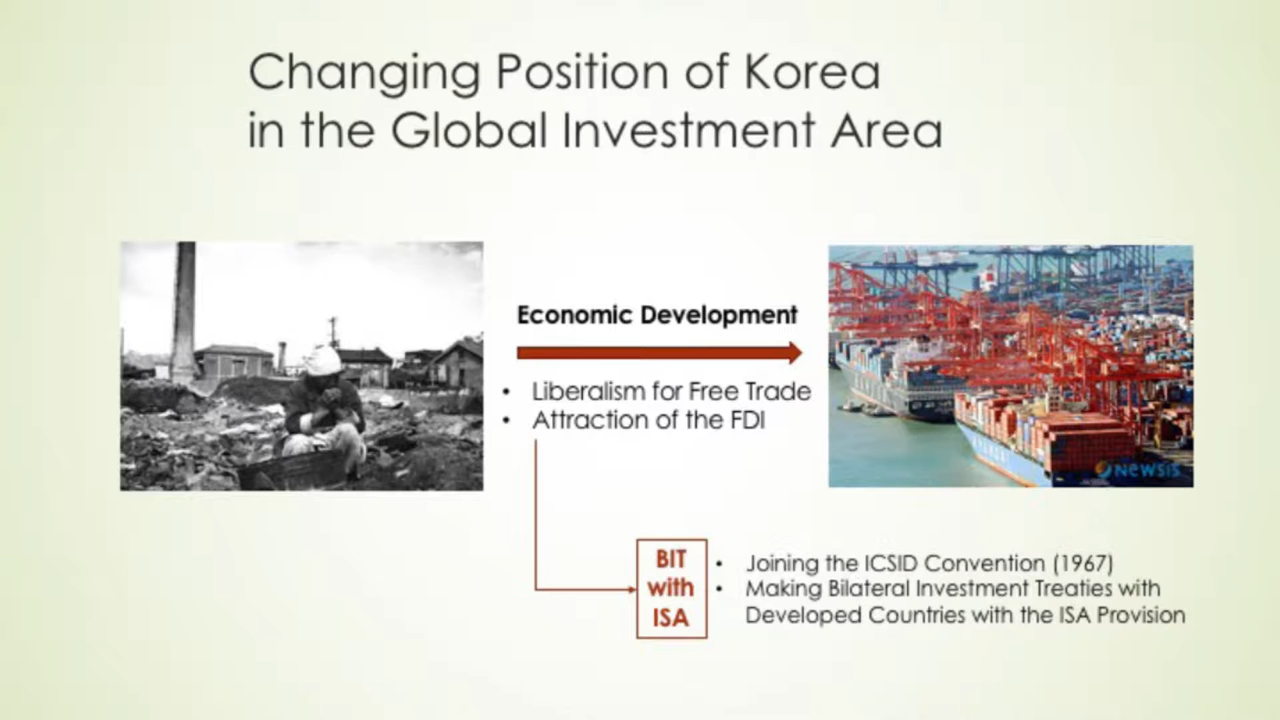 Changing Position of Korea
in the Global Investment Area
Economic Development
• Liberalism for Free Trade
• Attraction of the FDI
Newsis
BIT
with
ISA
• Joining the ICSID Convention (1967)
• Making Bilateral Investment Treaties with
Developed Countries with the ISA Provision